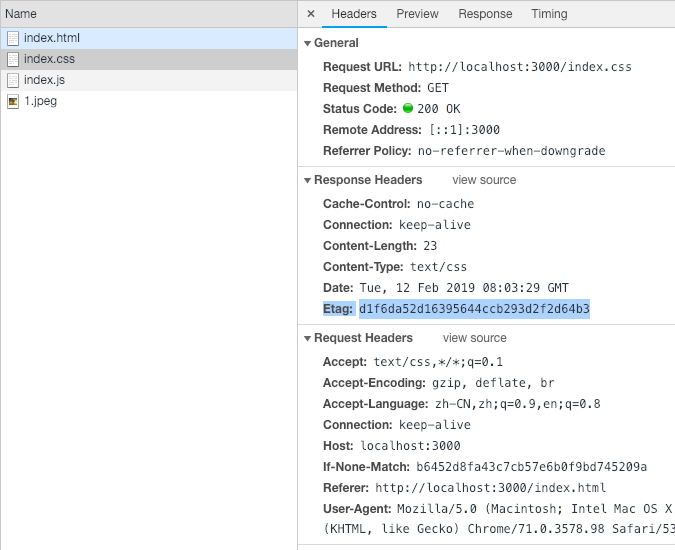 Name
index.html
index.css
index.js
1.jpeg
× Headers Preview Response Timing
General
Request URL: http://localhost:3000/index.css
Request Method: GET
Status Code: 200 OK
Remote Address: [::1]:3000
Referrer Policy: no-referrer-when-downgrade
Response Headers view source
Cache-Control: no-cache
Connection: keep-alive
Content-Length: 23
Content-Type: text/css
Date: Tue, 12 Feb 2019 08:03:29 GMT
Etag: d1f6da52d16395644ccb293d2f2d64b3
Request Headers view source
Accept: text/css,*/*;q=0.1
Accept-Encoding: gzip, deflate, br
Accept-Language: zh-CN,zh;q=0.9,en;q=0.8
Connection: keep-alive
Host: localhost:3000
If-None-Match: b6452d8fa43c7cb57e6b0f9bd745209a
Referer: http://localhost:3000/index.html
User-Agent: Mozilla/5.0 (Macintosh; Intel Mac OS X
(KHTML, like Gecko) Chrome/71.0.3578.98 Safari/53